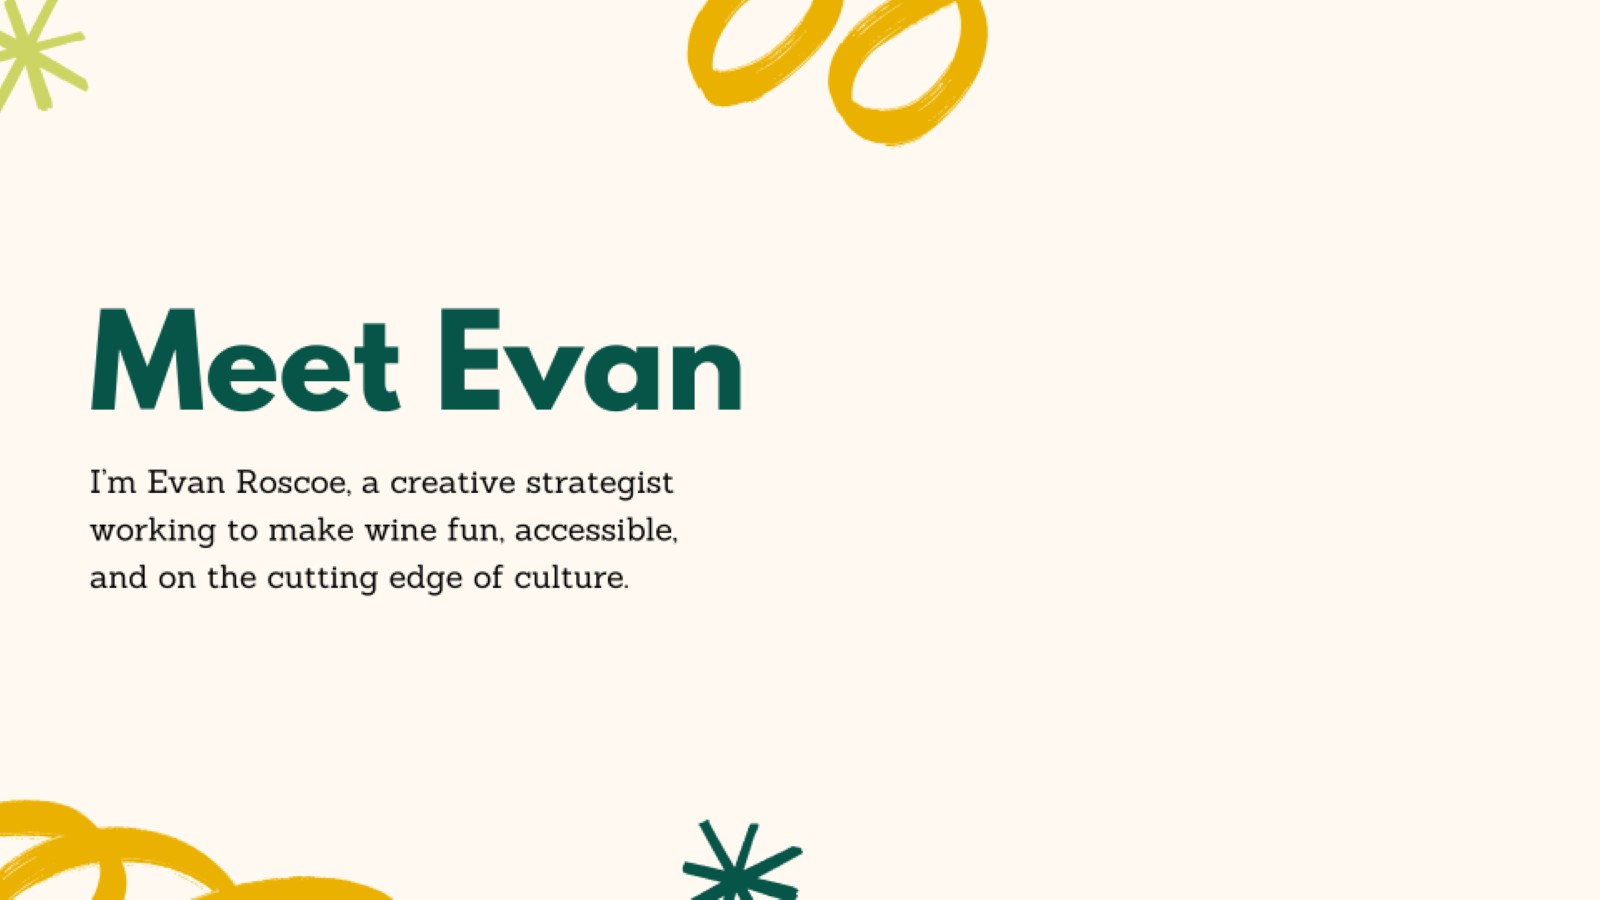 Meet Evan
I’m Evan Roscoe, a creative strategist
working to make wine fun, accessible,
and on the cutting edge of culture.